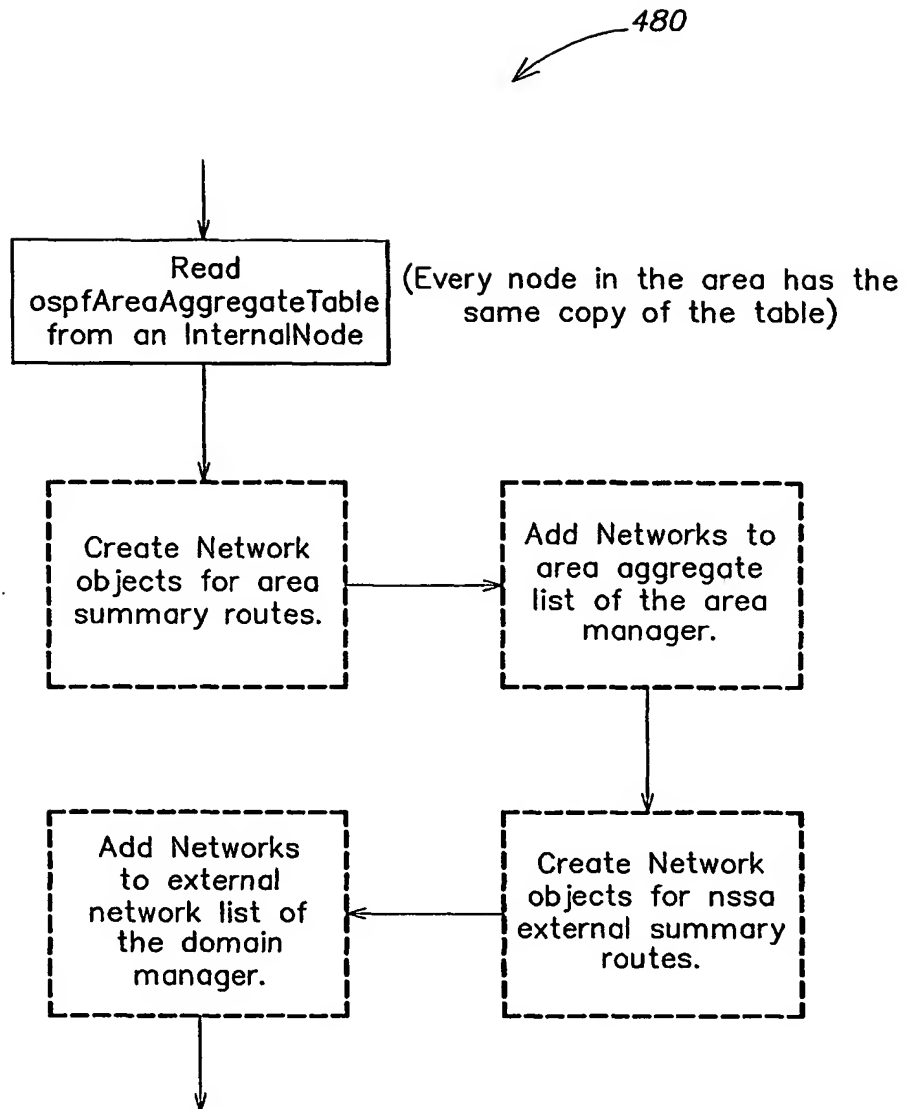 480
Read
ospfAreaAggregateTable
from an InternalNode
(Every node in the area has the
same copy of the table)
Create Network
objects for area
summary routes.
Add Networks to
area aggregate
list of the area
manager.
Create Network
objects for nssa
external summary
routes.
Add Networks
to external
network list of
the domain
manager.